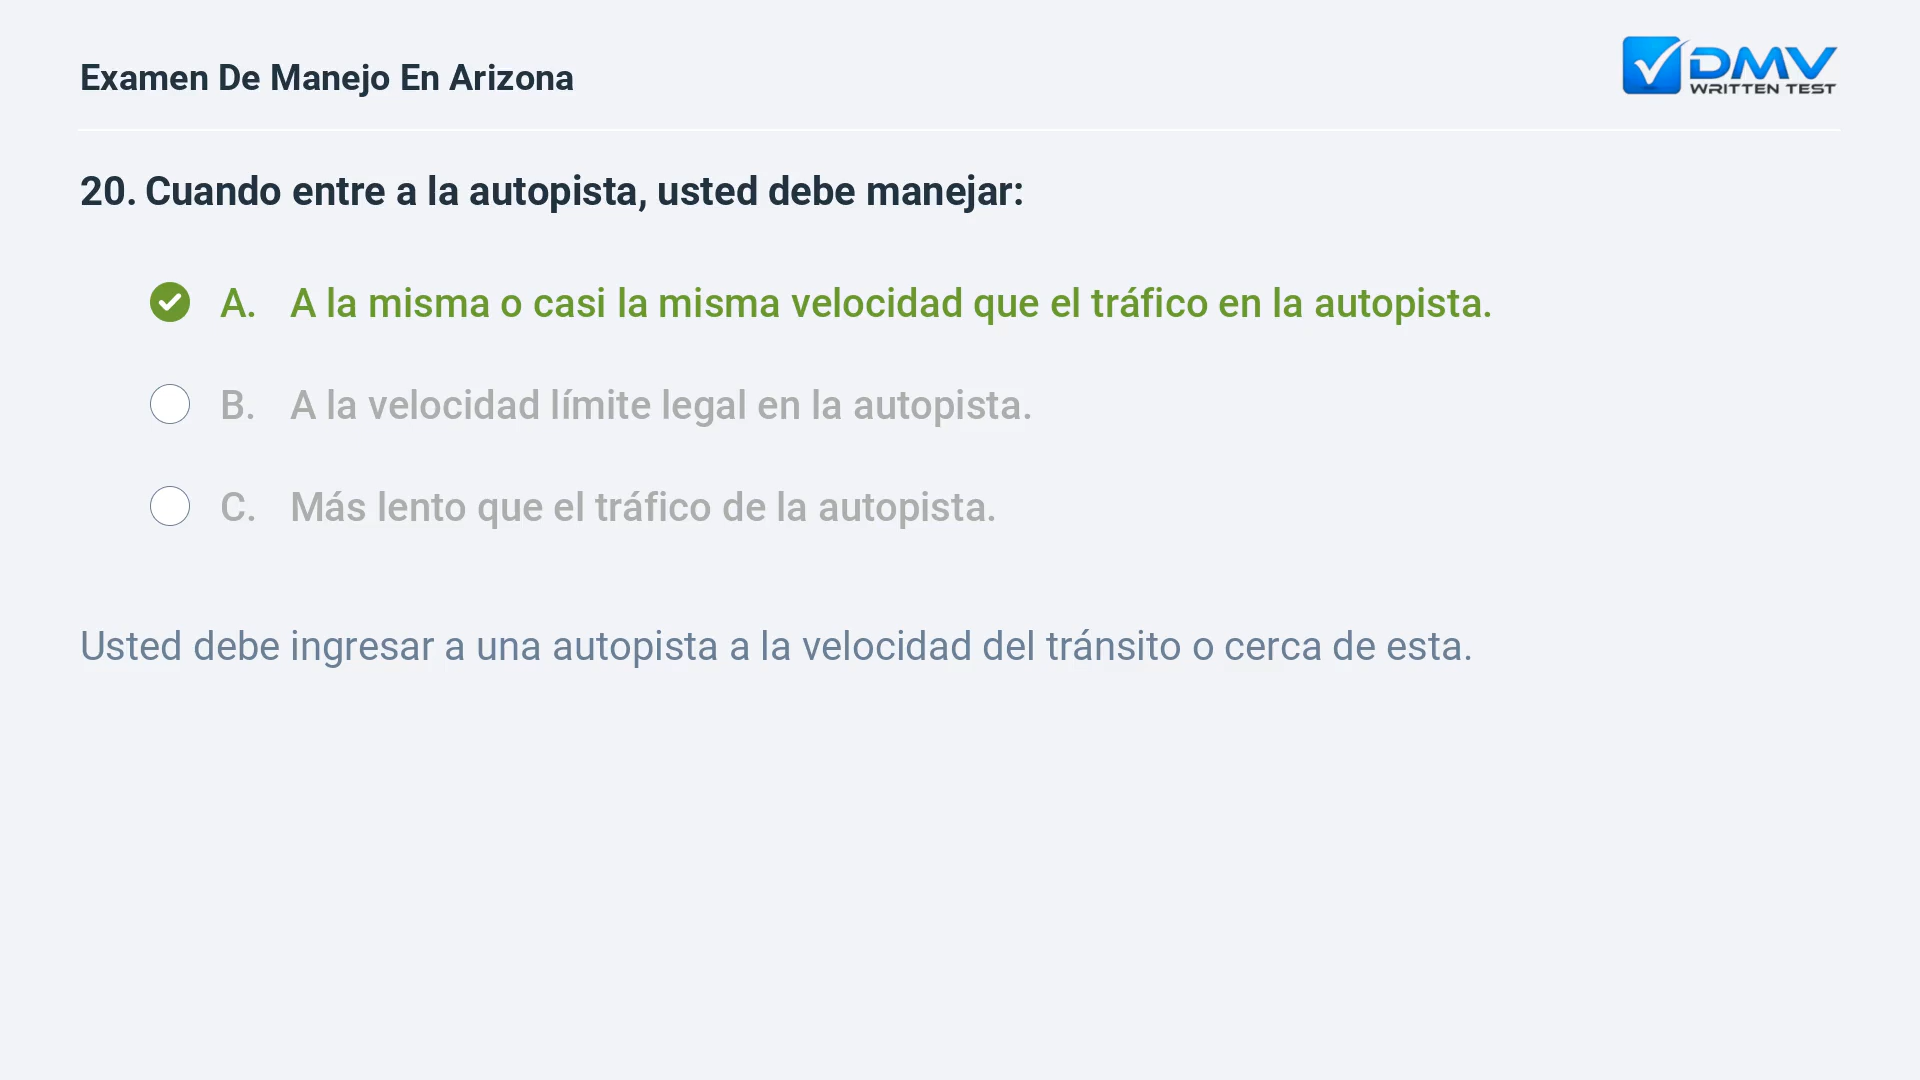 Examen De Manejo En Arizona
DMV
WRITTEN TEST
20. Cuando entre a la autopista, usted debe manejar:
A. A la misma o casi la misma velocidad que el tráfico en la autopista.
B. A la velocidad límite legal en la autopista.
C. Más lento que el tráfico de la autopista.
Usted debe ingresar a una autopista a la velocidad del tránsito o cerca de esta.